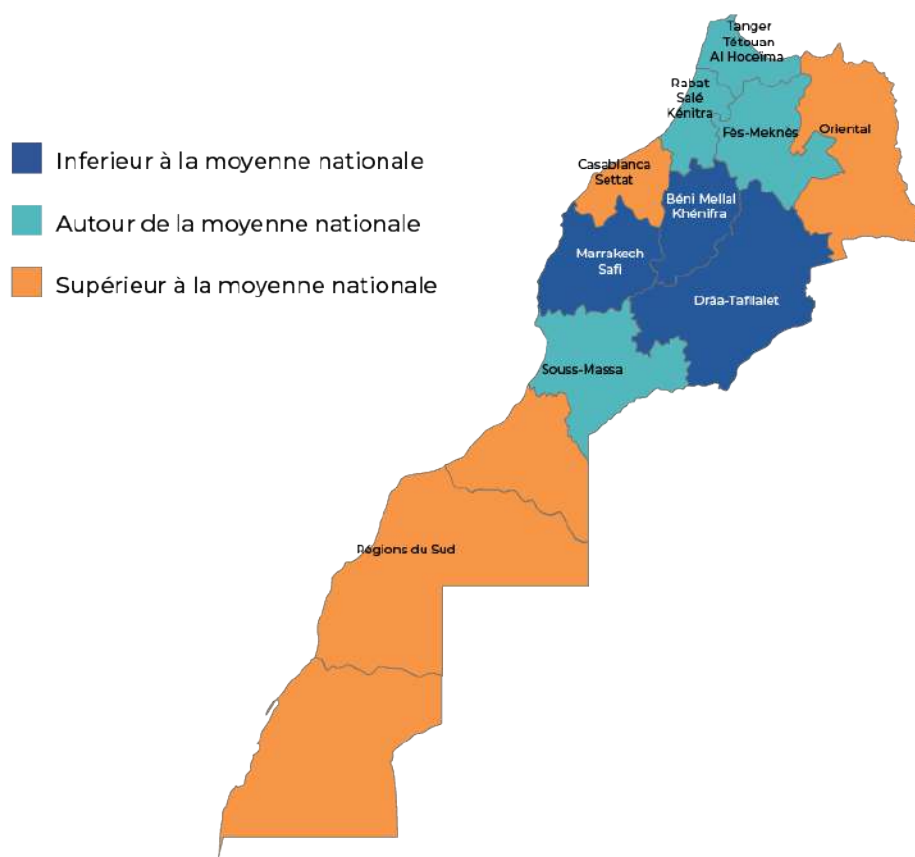 Inferieur à la moyenne nationale
Autour de la moyenne nationale
Supérieur à la moyenne nationale
Tanger
Tétouan
Al Hoceïma
Rabat
Salé
Kénitra
Fès-Meknès
Oriental
Casablanca
Settat
Béni Mellal
Khénifra
Marrakech
Safi
Drâa-Tafilalet
Souss-Massa
Régions du Sud